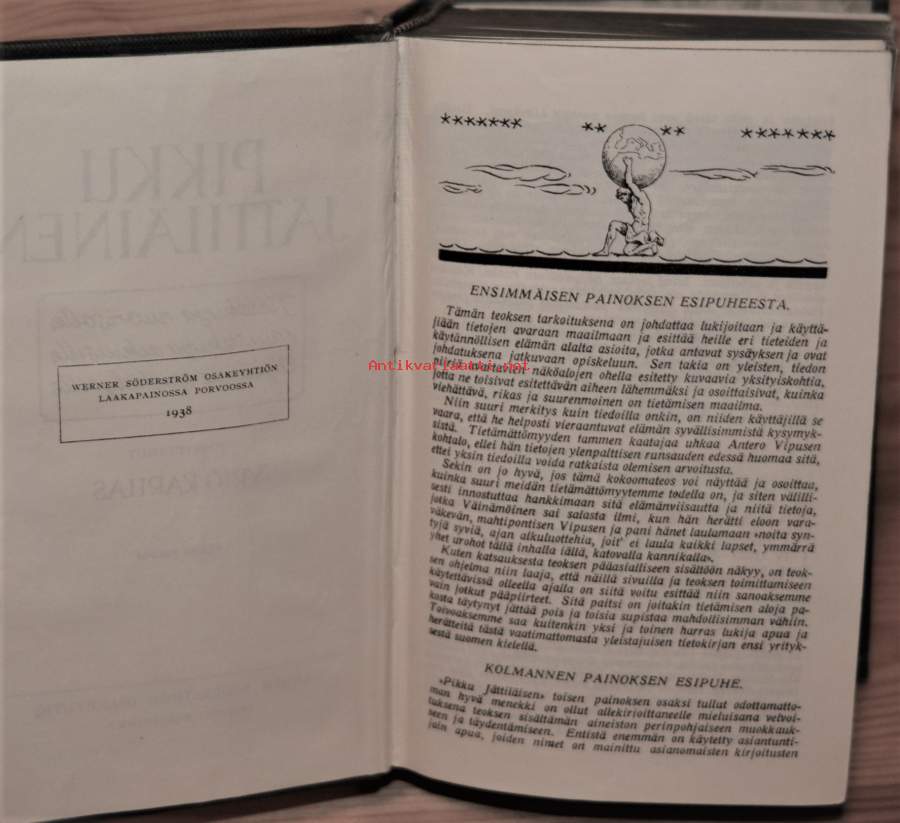 WERNER SÖDERSTRÖM OSAKEYHTIÖN
LAAKAPAINOSSA PORVOOSSA
1938
ENSIMMÄISEN PAINOKSEN ESIPUHEESTA.
Tämän teoksen tarkoituksena on johdattaa lukijoitaan ja käyttä-
jiään tietojen avaraan maailmaan ja esittää heille eri tieteiden ja
käytännöllisen elämän alalta asioita, jotka antavat sysäyksen ja ovat
johdatuksena jatkuvaan opiskeluun. Sen takia on yleisten, tiedon
piiriä avartavien näköalojen ohella esitetty kuvaavia yksityiskohtia,
jotta ne toisivat esitettävän aiheen lähemmäksi ja osoittaisivat, kuinka
viehättävä, rikas ja suurenmoinen on tietämisen maailma.
Niin suuri merkitys kuin tiedoilla onkin, on niiden käyttäjillä se
vaara, että he helposti vieraantuvat elämän syvällisimmistä kysymyk-
sistä. Tietämättömyyden tammen kaatajaa uhkaa Antero Vipusen
kohtalo, ellei hän tietojen ylenpalttisen runsauden edessä huomaa sitä,
ettei yksin tiedoilla voida ratkaista olemisen arvoitusta.
Sekin on jo hyvä, jos tämä kokoomateos voi näyttää ja osoittaa,
kuinka suuri meidän tietämättömyytemme todella on, ja siten välilli-
sesti innostuttaa hankkimaan sitä elämänviisautta ja niitä tietoja,
jotka Väinämöinen sai salasta ilmi, kun hän herätti eloon vara-
väkevän, mahtipontisen Vipusen ja pani hänet laulamaan »noita syn-
tyjä syviä, ajan alkuluottehia, joit' ei laula kaikki lapset, ymmärrä
yhet urohot tällä inhalla iällä, katovalla kannikalla».
Kuten katsauksesta teoksen pääasialliseen sisältöön näkyy, on teok-
sen ohjelma niin laaja, että näillä sivuilla ja teoksen toimittamiseen
käytettävissä olleella ajalla on siitä voitu esittää niin sanoaksemme
vain jotkut pääpiirteet. Sitä paitsi on joitakin tietämisen aloja pa-
kosta täytynyt jättää pois ja toisia supistaa mahdollisimman vähiin.
Toivoaksemme saa kuitenkin yksi ja toinen harras lukija apua ja
herätteitä tästä vaatimattomasta yleistajuisen tietokirjan ensi yrityk-
sestä suomen kielellä.
KOLMANNEN PAINOKSEN ESIPUHE.
»Pikku Jättiläisen» toisen painoksen osaksi tullut odottamatto-
man hyvä menekki on ollut allekirjoittaneelle mieluisana velvoi-
tuksena teoksen sisältämän aineiston perinpohjaiseen muokkauk-
seen ja täydentämiseen. Entistä enemmän on käytetty asiantunti-
jain apua, joiden nimet on mainittu asianomaisten kirjoitusten